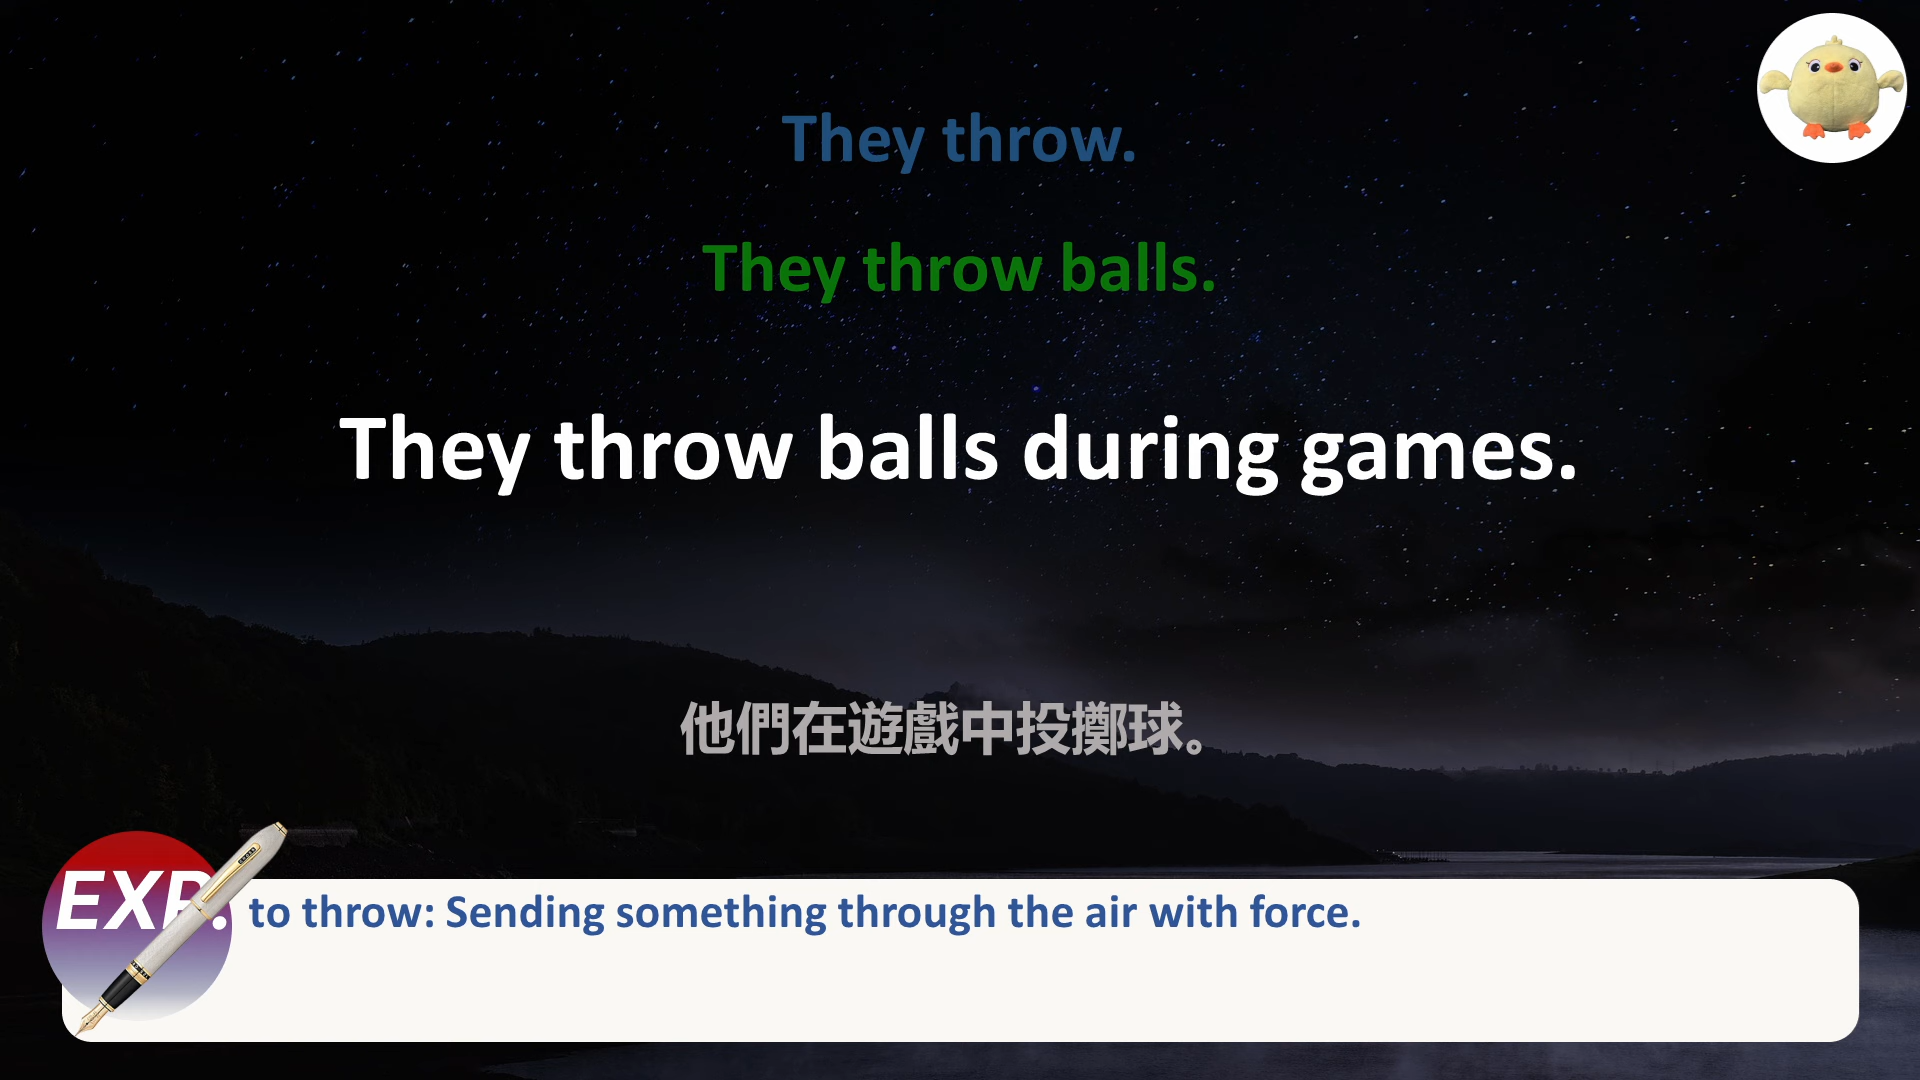 They throw.
They throw balls.
They throw balls during games.
他們在遊戲中投擲球。
EXP.
to throw: Sending something through the air with force.